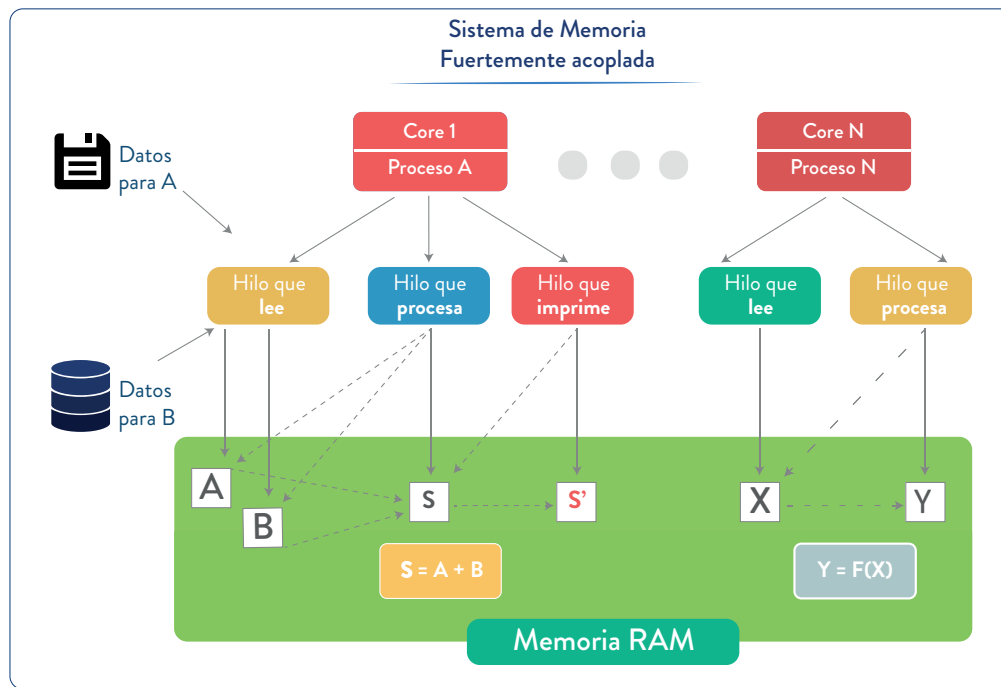 Sistema de Memoria
Fuertemente acoplada
Datos
para A
Core 1
Proceso A
Core N
Proceso N
Hilo que
lee
Hilo que
procesa
Hilo que
imprime
Hilo que
lee
Hilo que
procesa
Datos
para B
A
B
S
S'
X
Y
S = A + B
Y = F(X)
Memoria RAM